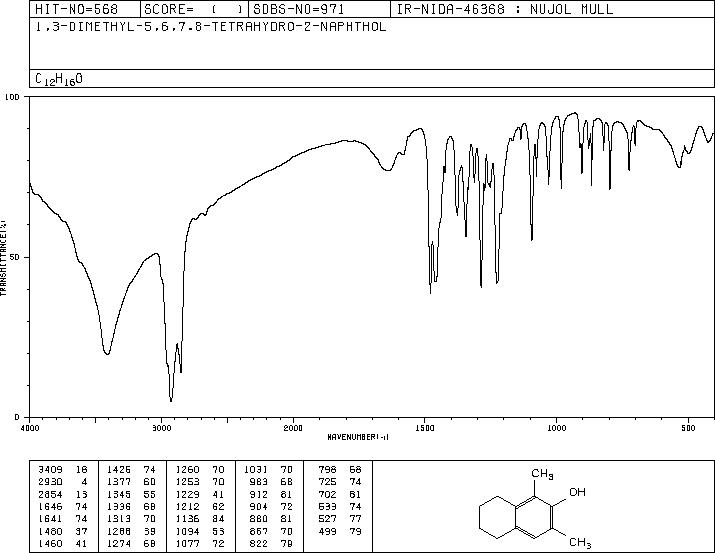 HIT-NO=568 SCORE= ( ) SDBS-NO=971 IR-NIDA-46368 : NUJOL MULL
1,3-DIMETHYL-5,6,7,8-TETRAHYDRO-2-NAPHTHOL
C12H16O
100
50
0
TRANSMITTANCE(%)
4000 3000 2000 1500 1000 500
WAVENUMBER(-1)
3409 18 1426 74 1260 70 1031 70 798 68
2930 4 1377 60 1253 70 983 68 725 74
2854 13 1345 55 1229 41 912 81 702 81
1646 74 1336 68 1212 62 904 72 533 74
1641 74 1313 70 1136 84 880 81 527 77
1480 37 1288 39 1094 53 867 70 499 79
1460 41 1274 68 1077 72 822 79
CH3
OH
CH3